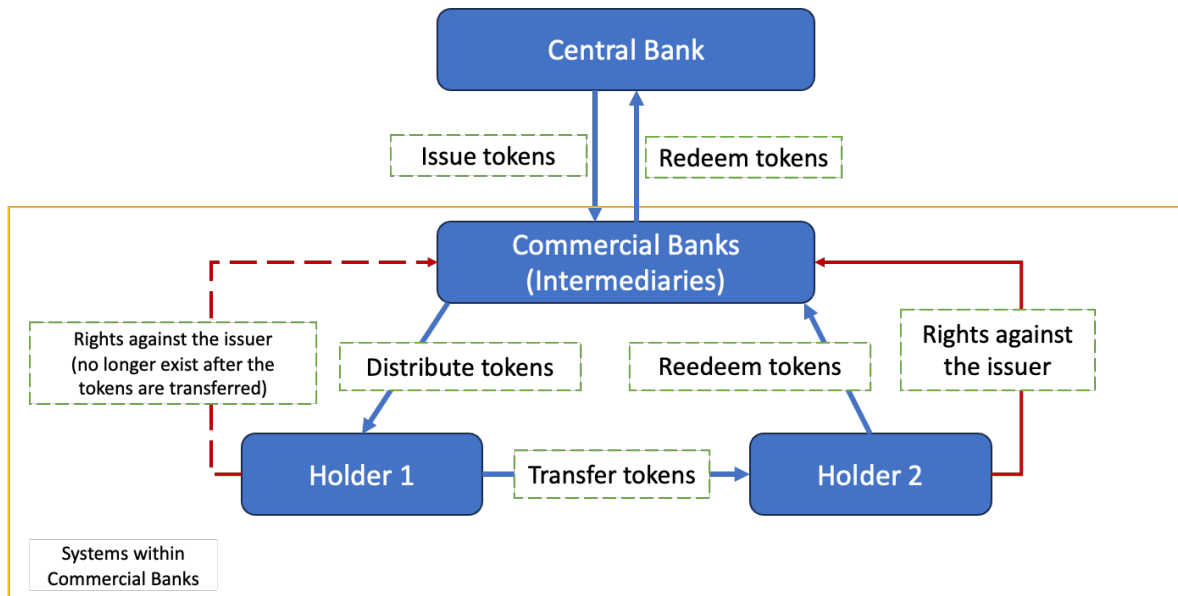 Central Bank
Issue tokens
Redeem tokens
Commercial Banks
(Intermediaries)
Rights against the issuer
(no longer exist after the
tokens are transferred)
Distribute tokens
Reedeem tokens
Rights against
the issuer
Holder 1
Transfer tokens
Holder 2
Systems within
Commercial Banks